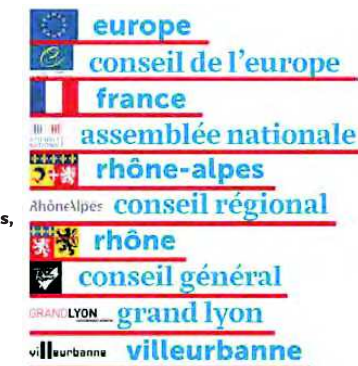 europe
conseil de l'europe
france
assemblée nationale
rhône-alpes
RhôneAlpes conseil régional
s,
rhône
conseil général
GRANDLYON grand lyon
villeurbanne villeurbanne